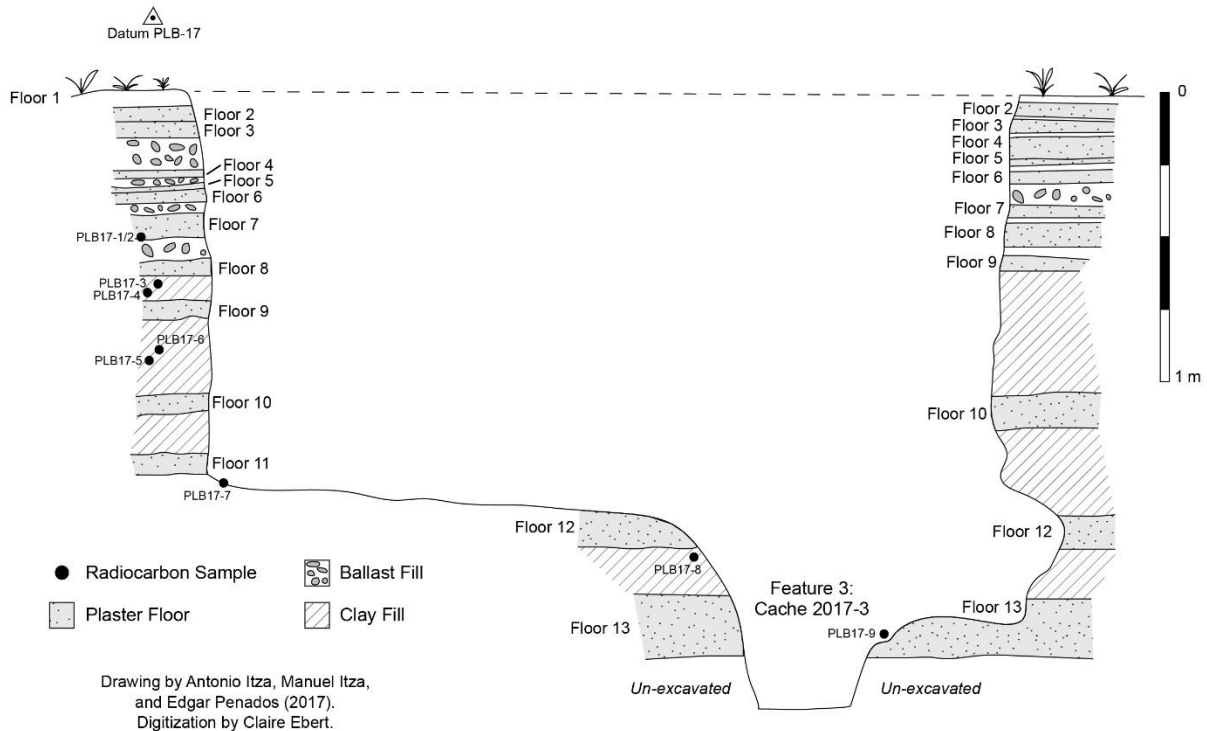 Datum PLB-17
Floor 1
Floor 2
Floor 3
Floor 4
Floor 5
Floor 6
Floor 7
PLB17-1/2
Floor 8
PLB17-3
PLB17-4
Floor 9
PLB17-6
PLB17-5
Floor 10
Floor 11
PLB17-7
Floor 2
Floor 3
Floor 4
Floor 5
Floor 6
Floor 7
Floor 8
Floor 9
Floor 10
Floor 12
Floor 13
0
1 m
Floor 12
PLB17-8
Floor 13
Feature 3:
Cache 2017-3
PLB17-9
Un-excavated
Un-excavated
Radiocarbon Sample
Ballast Fill
Plaster Floor
Clay Fill
Drawing by Antonio Itza, Manuel Itza,
and Edgar Penados (2017).
Digitization by Claire Ebert.